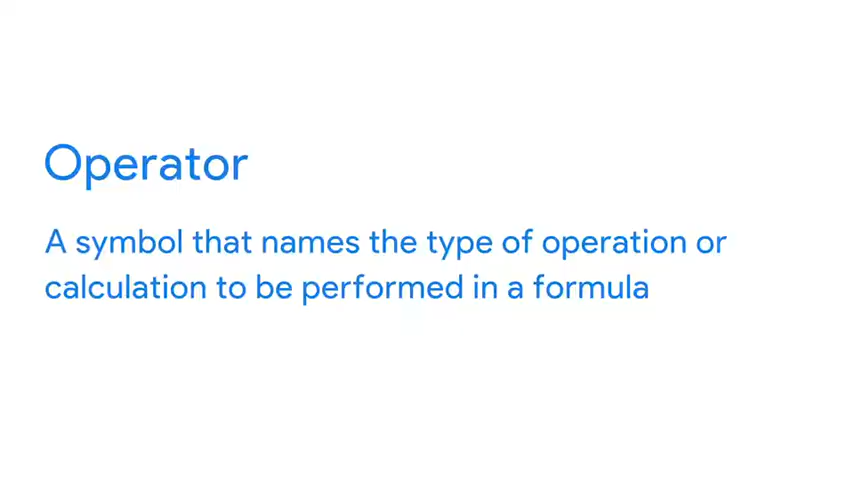 Operator
A symbol that names the type of operation or
calculation to be performed in a formula